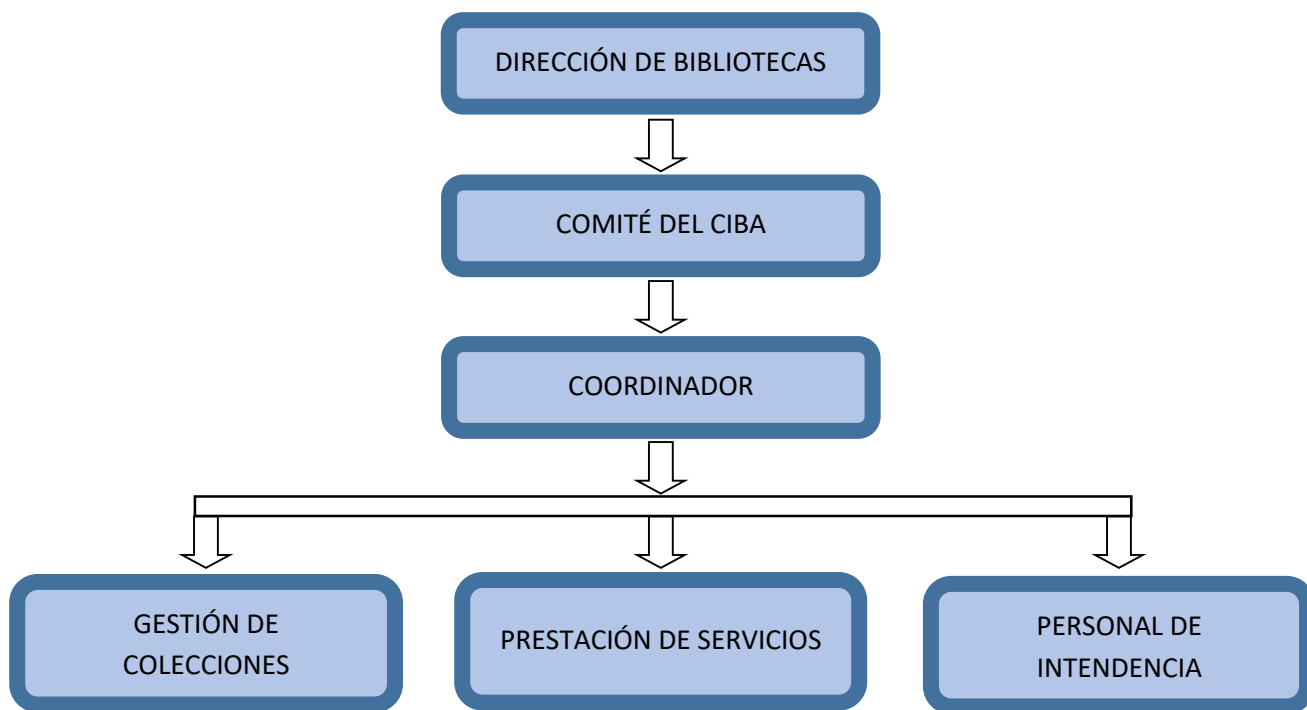 DIRECCIÓN DE BIBLIOTECAS
COMITÉ DEL CIBA
COORDINADOR
GESTIÓN DE
COLECCIONES
PRESTACIÓN DE SERVICIOS
PERSONAL DE
INTENDENCIA